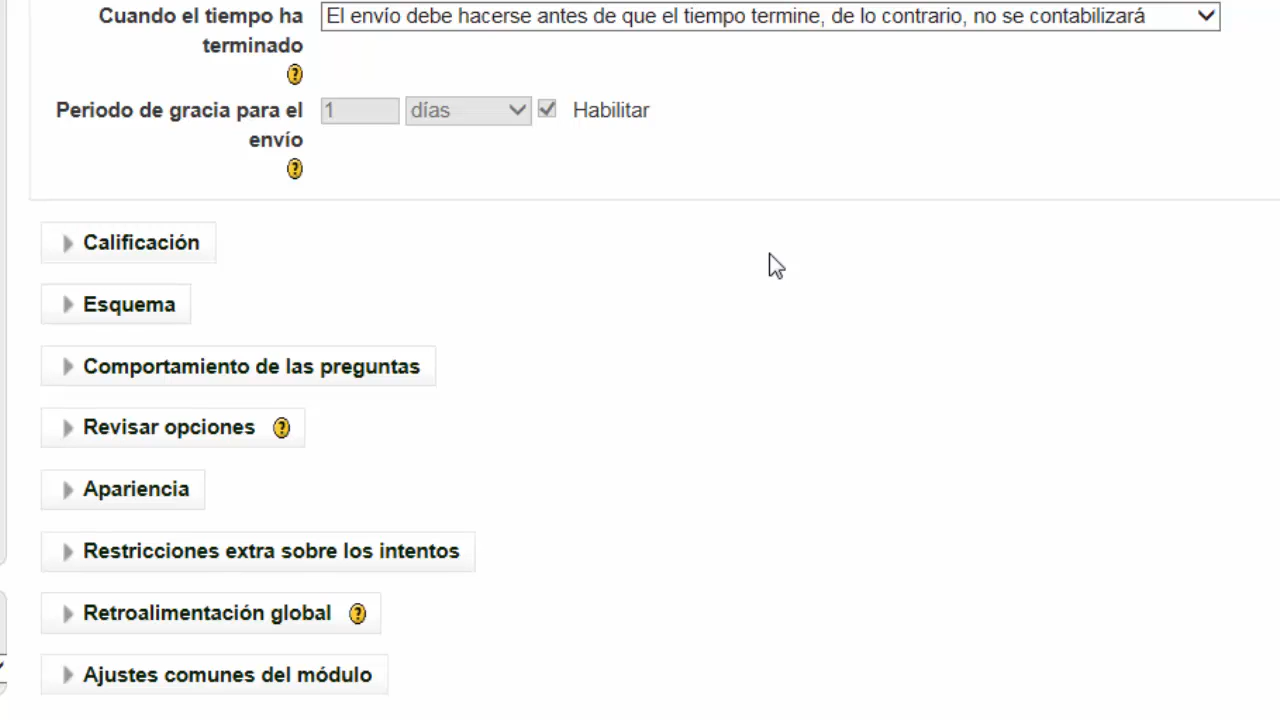 Cuando el tiempo ha El envío debe hacerse antes de que el tiempo termine, de lo contrario, no se contabilizará
terminado
?
Periodo de gracia para el 1 días Habilitar
envío
?
Calificación
Esquema
Comportamiento de las preguntas
Revisar opciones ?
Apariencia
Restricciones extra sobre los intentos
Retroalimentación global ?
Ajustes comunes del módulo